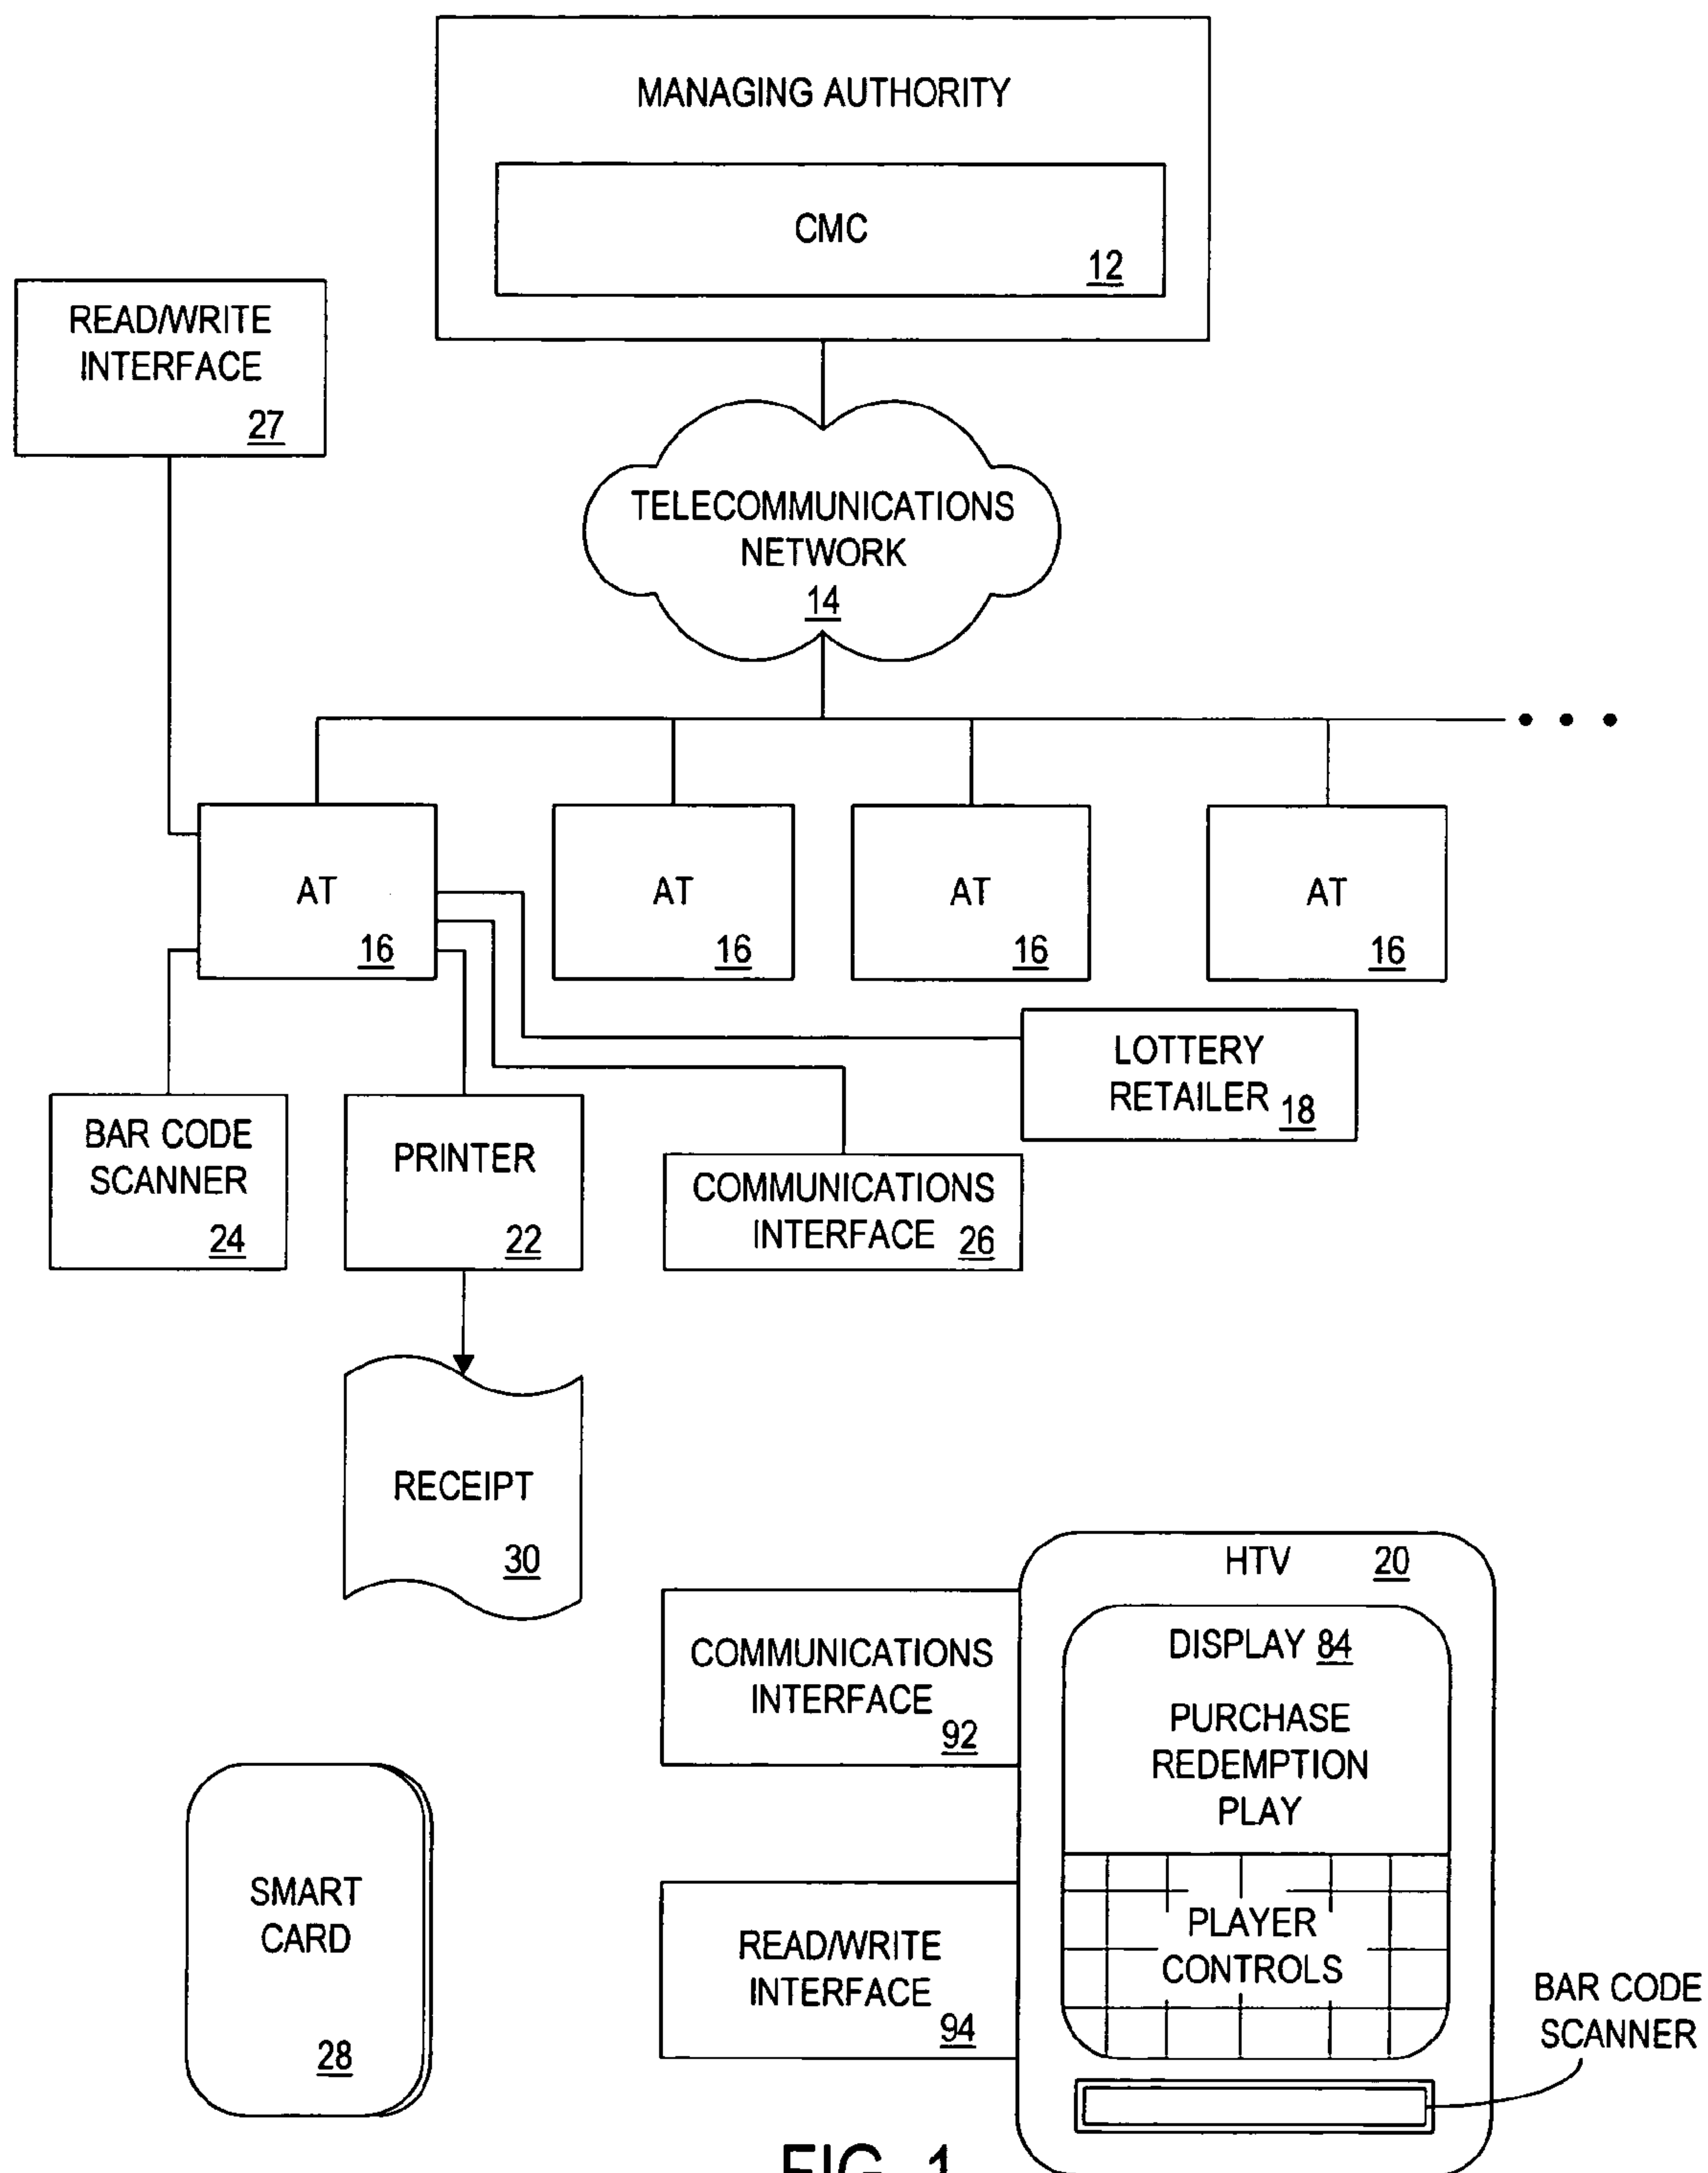 MANAGING AUTHORITY
CMC
12
READ/WRITE
INTERFACE
27
TELECOMMUNICATIONS
NETWORK
14
AT
16
AT
16
AT
16
AT
16
LOTTERY
RETAILER 18
BAR CODE
SCANNER
24
PRINTER
22
COMMUNICATIONS
INTERFACE 26
RECEIPT
30
HTV 20
DISPLAY 84
PURCHASE
REDEMPTION
PLAY
COMMUNICATIONS
INTERFACE
92
SMART
CARD
28
READ/WRITE
INTERFACE
94
PLAYER
CONTROLS
BAR CODE
SCANNER
FIG. 1